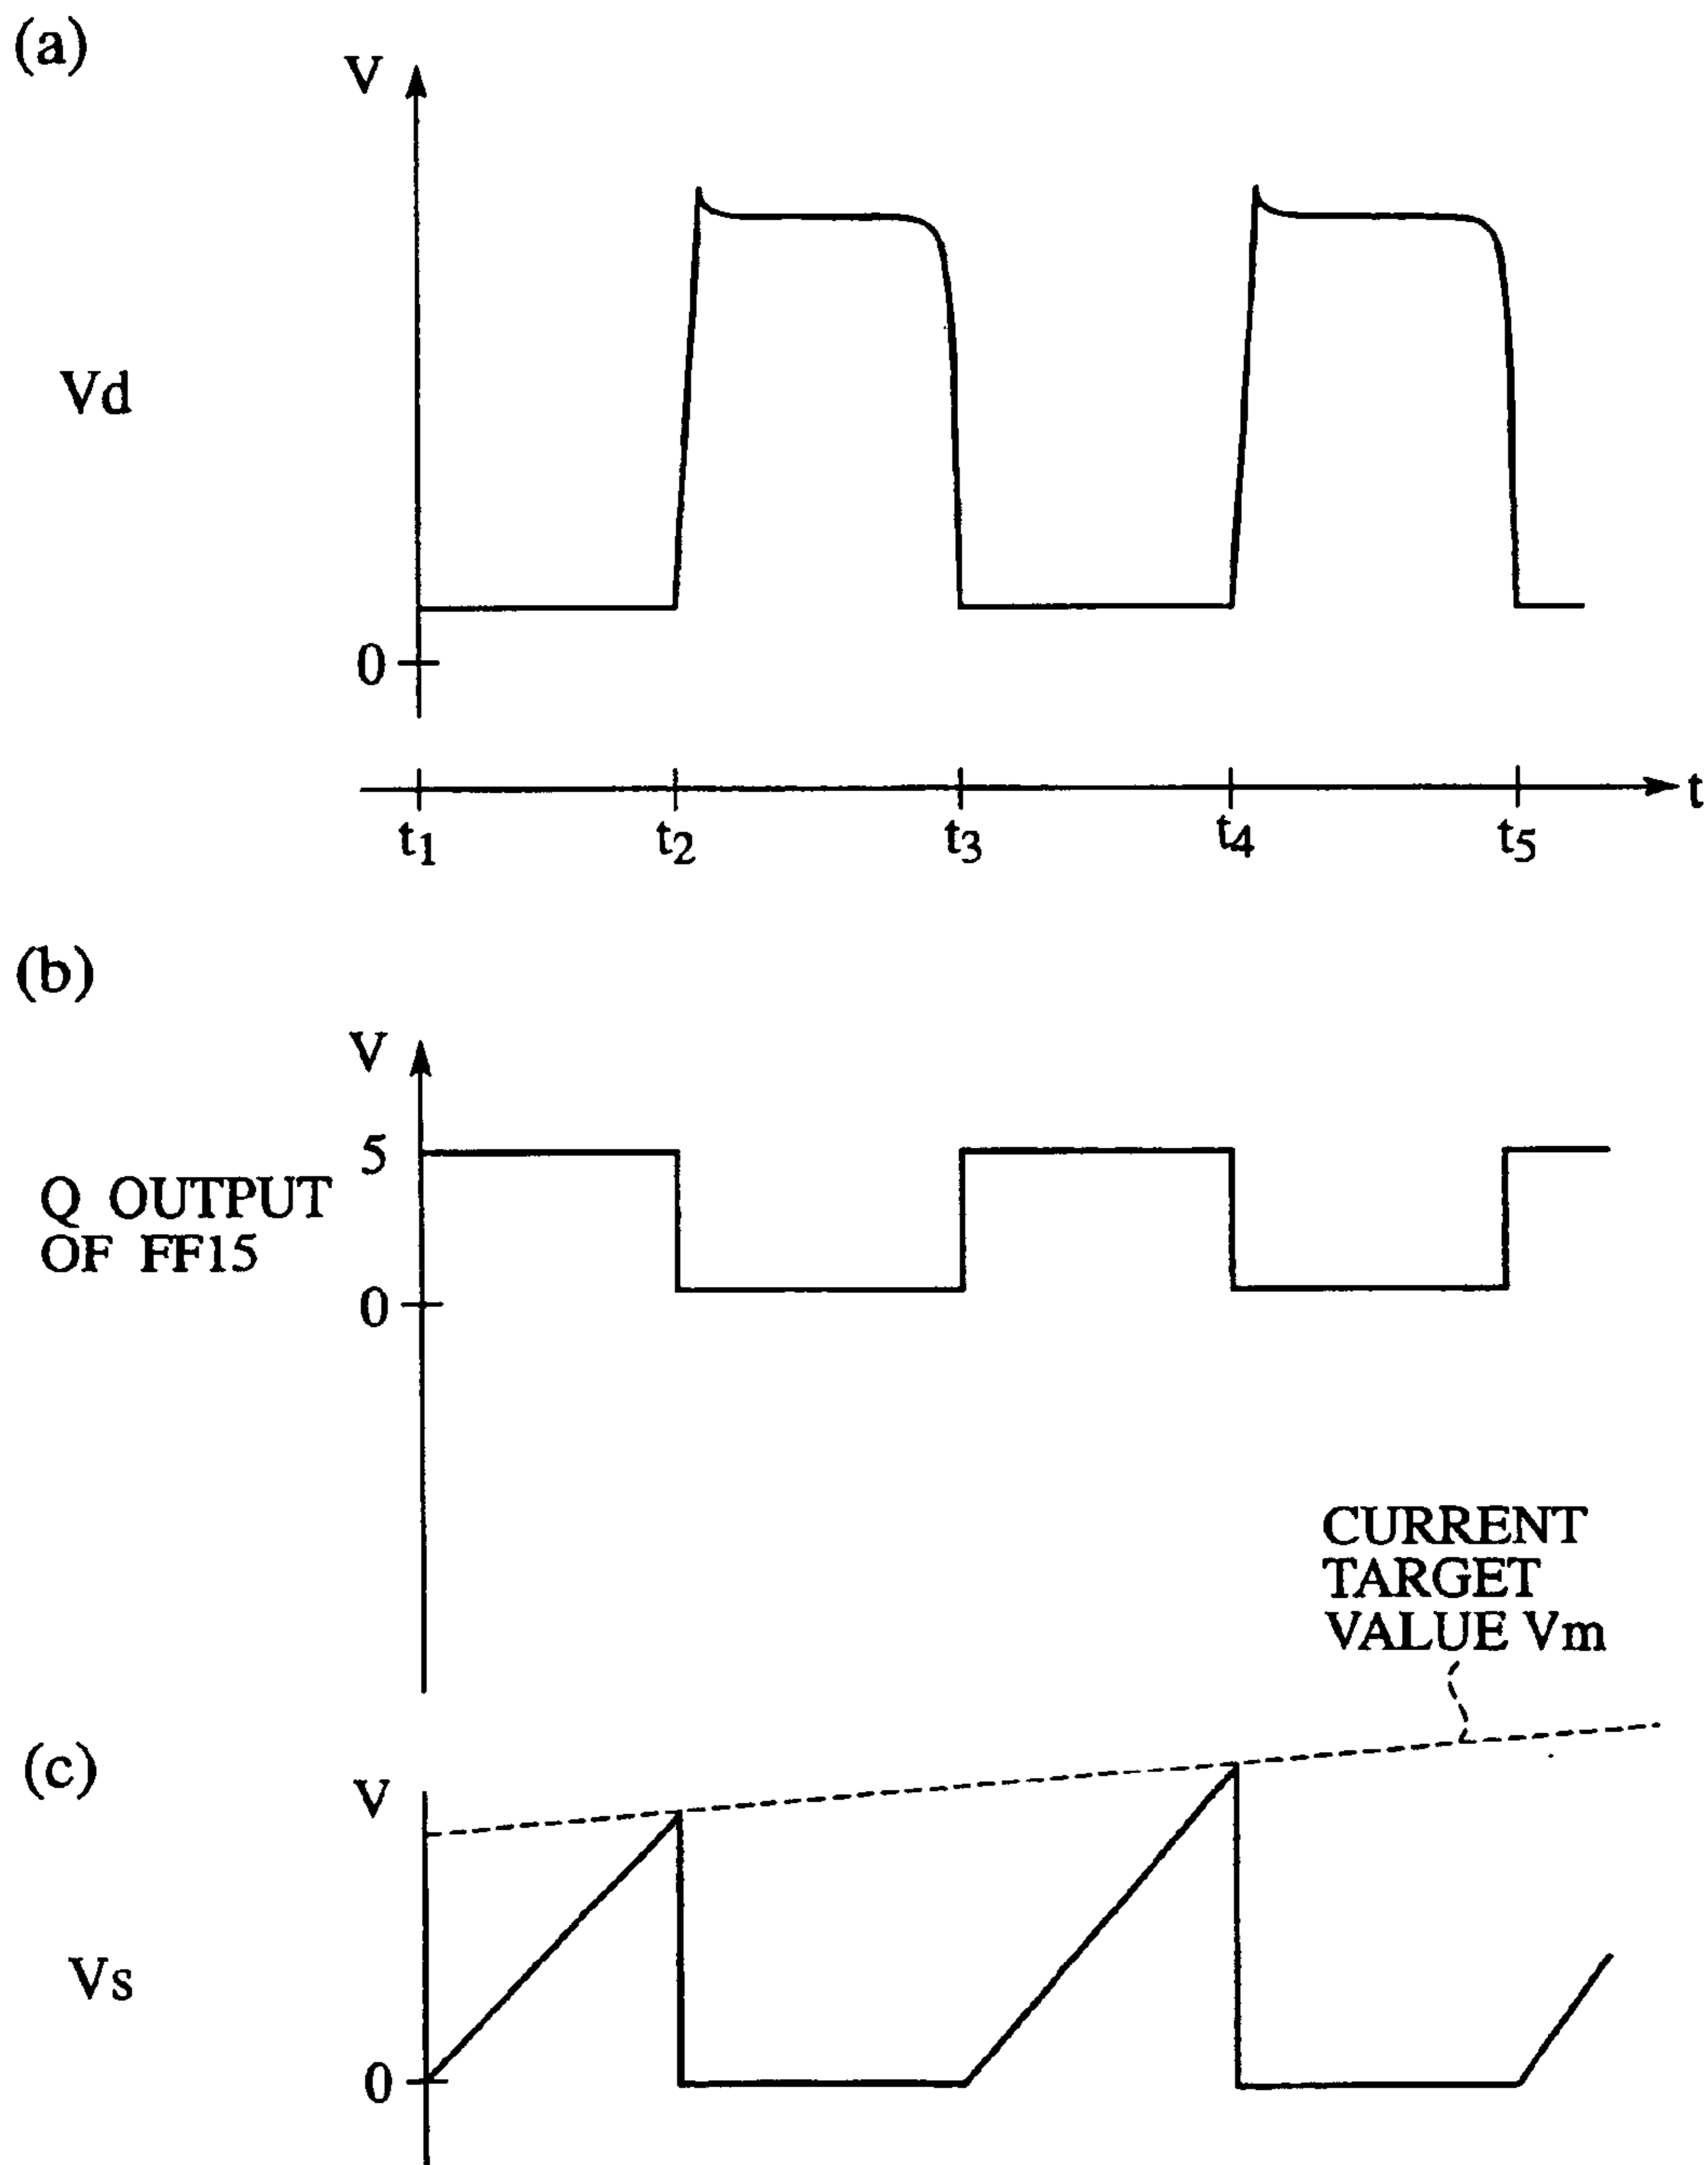 (a)
V
Vd
0
t
t1 t2 t3 t4 t5
(b)
V
5
Q OUTPUT
OF FF15
0
CURRENT
TARGET
VALUE Vm
(c)
V
Vs
0